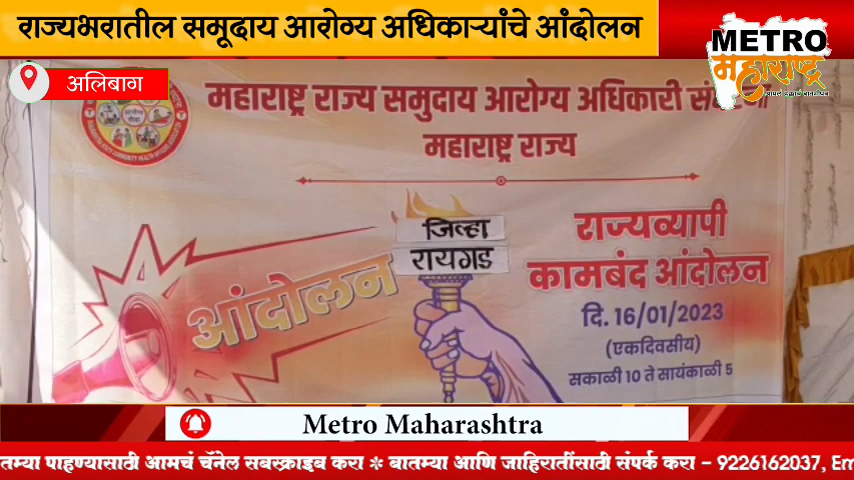 राज्यभरातील समूदाय आरोग्य अधिकाऱ्यांचे आंदोलन
METRO
महाराष्ट्र
अलिबाग
महाराष्ट्र राज्य समुदाय आरोग्य अधिकारी
महाराष्ट्र राज्य
जिल्हा
रायगड
आंदोलन
राज्यव्यापी
कामबंद आंदोलन
दि. 16/01/2023
(एकदिवसीय)
सकाळी 10 ते सायंकाळी 5
Metro Maharashtra
पाहण्यासाठी आमचं चॅनेल सबस्क्राइब करा ❊ बातम्या आणि जाहिरातींसाठी संपर्क करा – 9226162037,